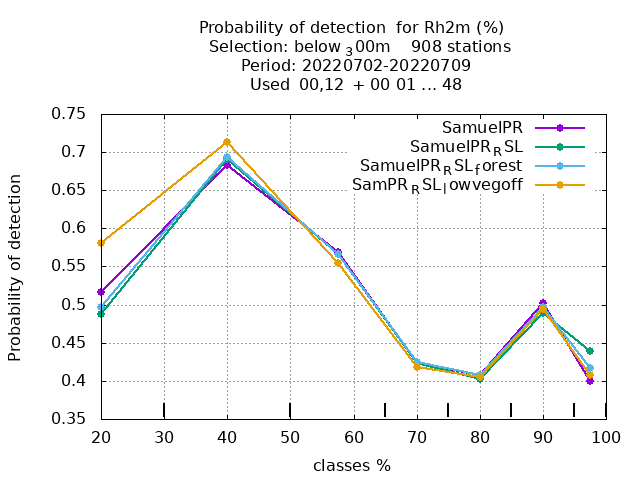 Probability of detection for Rh2m (%)
Selection: below ₃00m 908 stations
Period: 20220702-20220709
Used 00,12 + 00 01 ... 48
SamuelPR
SamuelPR_RSL
SamuelPR_RSL_forest
SamPR_RSL_lowvegoff
Probability of detection
0.75
0.7
0.65
0.6
0.55
0.5
0.45
0.4
0.35
20 30 40 50 60 70 80 90 100
classes %